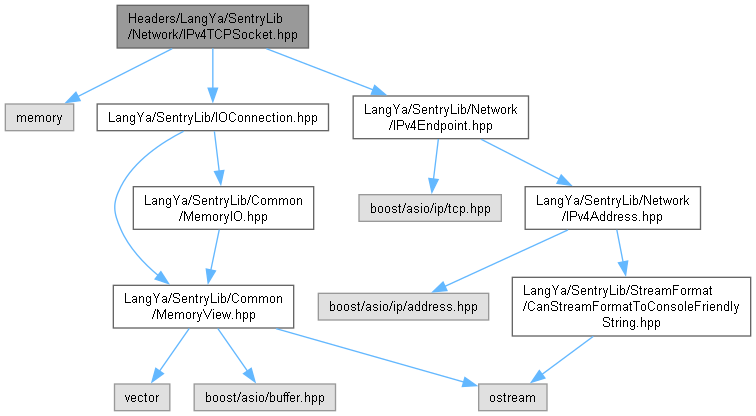 Headers/LangYa/SentryLib
/Network/IPv4TCPSocket.hpp
memory
LangYa/SentryLib/IOConnection.hpp
LangYa/SentryLib/Network
/IPv4Endpoint.hpp
LangYa/SentryLib/Common
/MemoryIO.hpp
boost/asio/ip/tcp.hpp
LangYa/SentryLib/Network
/IPv4Address.hpp
LangYa/SentryLib/Common
/MemoryView.hpp
boost/asio/ip/address.hpp
LangYa/SentryLib/StreamFormat
/CanStreamFormatToConsoleFriendly
String.hpp
vector
boost/asio/buffer.hpp
ostream